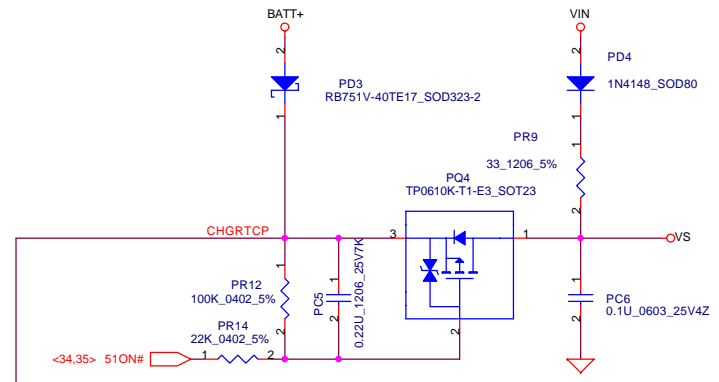 BATT+
VIN
2
2
PD4
PD3
1N4148_SOD80
RB751V-40TE17_SOD323-2
1
1
1
PR9
33_1206_5%
PQ4
TP0610K-T1-E3_SOT23
2
CHGRTCP
3
1
VS
1
1
1
PR12
100K_0402_5%
PC5
0.22U_1206_25V7K
PC6
0.1U_0603_25V4Z
2
2
2
2
PR14
22K_0402_5%
<34,35> 51ON#
1
2